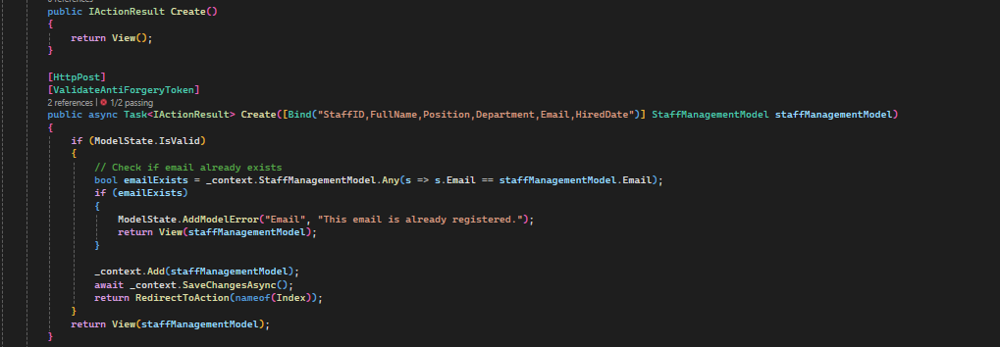 public IActionResult Create()
{
return View();
}
[HttpPost]
[ValidateAntiForgeryToken]
2 references | 1/2 passing
public async Task<IActionResult> Create([Bind("StaffID,FullName,Position,Department,Email,HiredDate")] StaffManagementModel staffManagementModel)
{
if (ModelState.IsValid)
{
// Check if email already exists
bool emailExists = _context.StaffManagementModel.Any(s => s.Email == staffManagementModel.Email);
if (emailExists)
{
ModelState.AddModelError("Email", "This email is already registered.");
return View(staffManagementModel);
}
_context.Add(staffManagementModel);
await _context.SaveChangesAsync();
return RedirectToAction(nameof(Index));
}
return View(staffManagementModel);
}